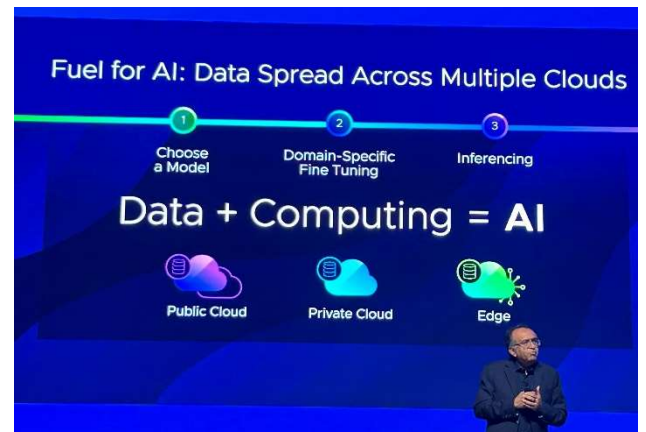 Fuel for AI: Data Spread Across Multiple Clouds
1
2
3
Choose
a Model
Domain-Specific
Fine Tuning
Inferencing
Data + Computing = AI
Public Cloud
Private Cloud
Edge